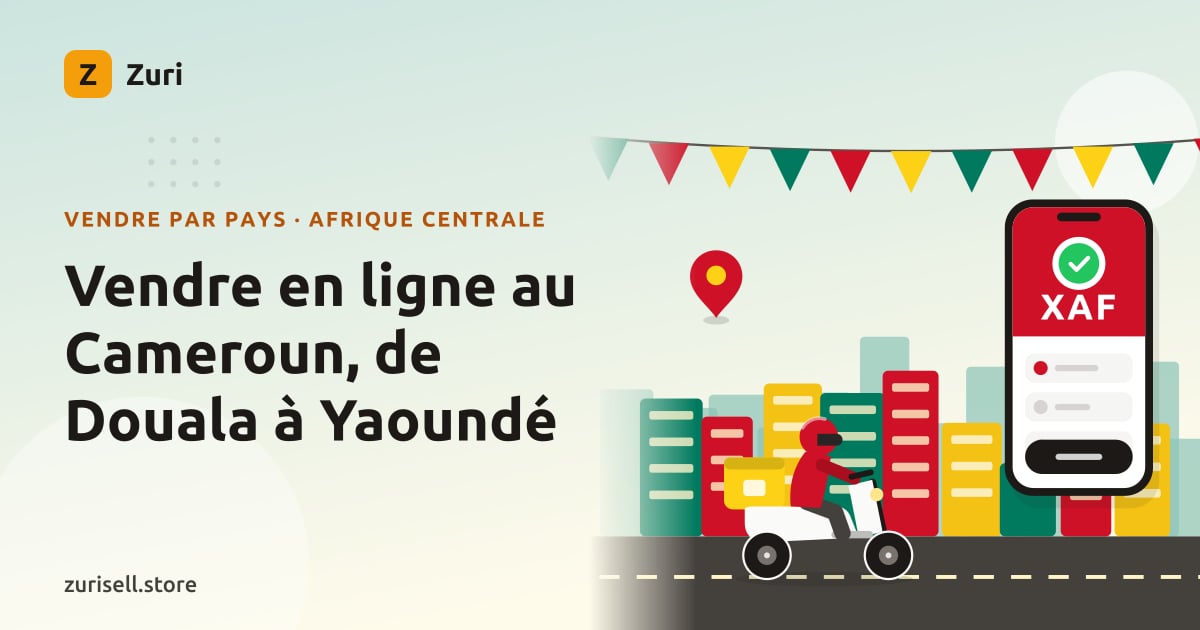 Z Zuri
VENDRE PAR PAYS · AFRIQUE CENTRALE
Vendre en ligne au
Cameroun, de
Douala à Yaoundé
XAF
zurisell.store